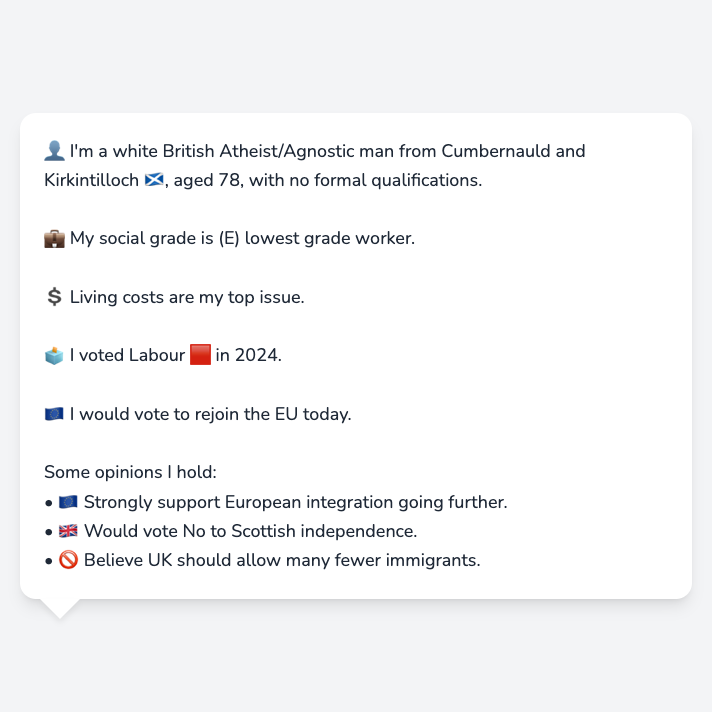 👤 I'm a white British Atheist/Agnostic man from Cumbernauld and
Kirkintilloch 🏴󠁧󠁢󠁳󠁣󠁴󠁿, aged 78, with no formal qualifications.
💼 My social grade is (E) lowest grade worker.
💲 Living costs are my top issue.
🗳️ I voted Labour 🟥 in 2024.
🇪🇺 I would vote to rejoin the EU today.
Some opinions I hold:
• 🇪🇺 Strongly support European integration going further.
• 🇬🇧 Would vote No to Scottish independence.
• 🚫 Believe UK should allow many fewer immigrants.